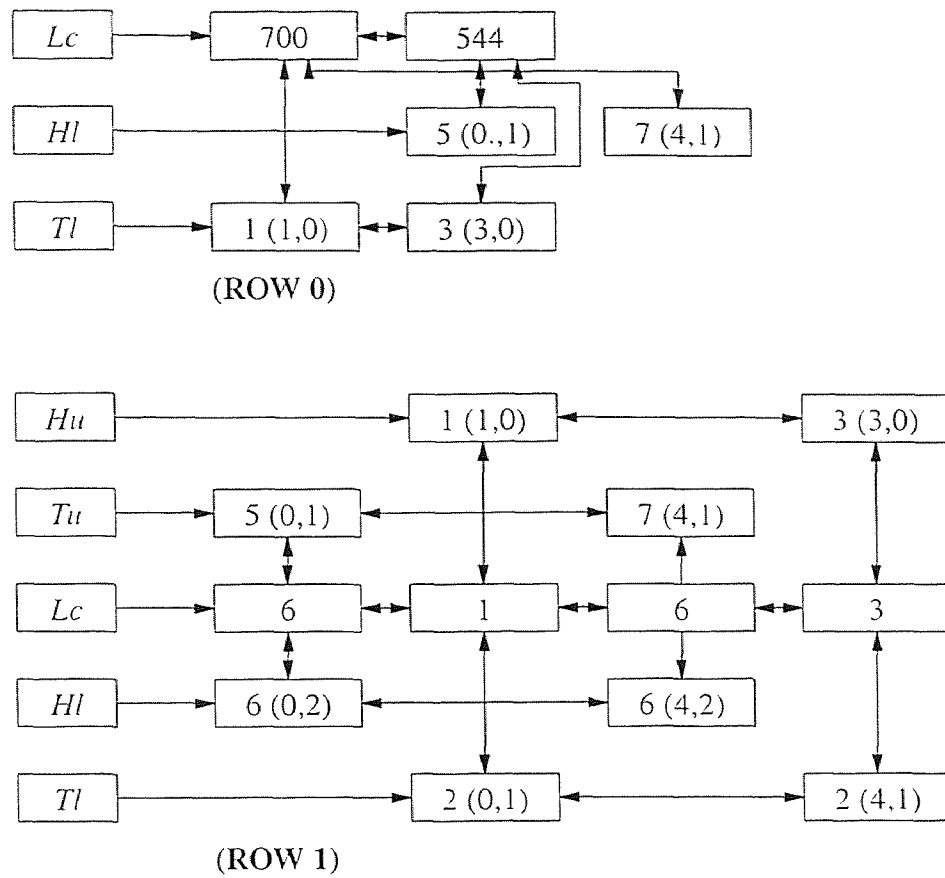 Lc 700 544
Hl 5 (0.,1) 7 (4,1)
Tl 1 (1,0) 3 (3,0)
(ROW 0)
Hu 1 (1,0) 3 (3,0)
Tu 5 (0,1) 7 (4,1)
Lc 6 1 6 3
Hl 6 (0,2) 6 (4,2)
Tl 2 (0,1) 2 (4,1)
(ROW 1)